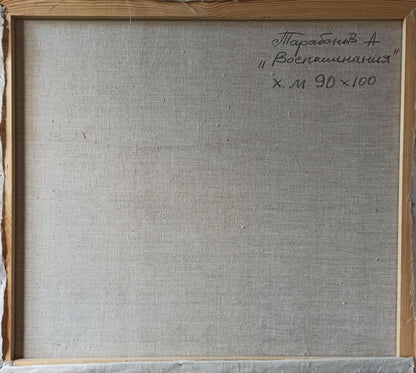 Тарабанов А
„Воспоминания"
х.м 90 х 100